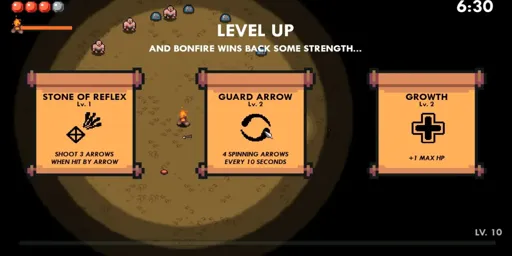 6:30
LEVEL UP
AND BONFIRE WINS BACK SOME STRENGTH...
STONE OF REFLEX
Lv. 1
SHOOT 3 ARROWS
WHEN HIT BY ARROW
GUARD ARROW
Lv. 2
4 SPINNING ARROWS
EVERY 10 SECONDS
GROWTH
Lv. 2
+1 MAX HP
LV. 10